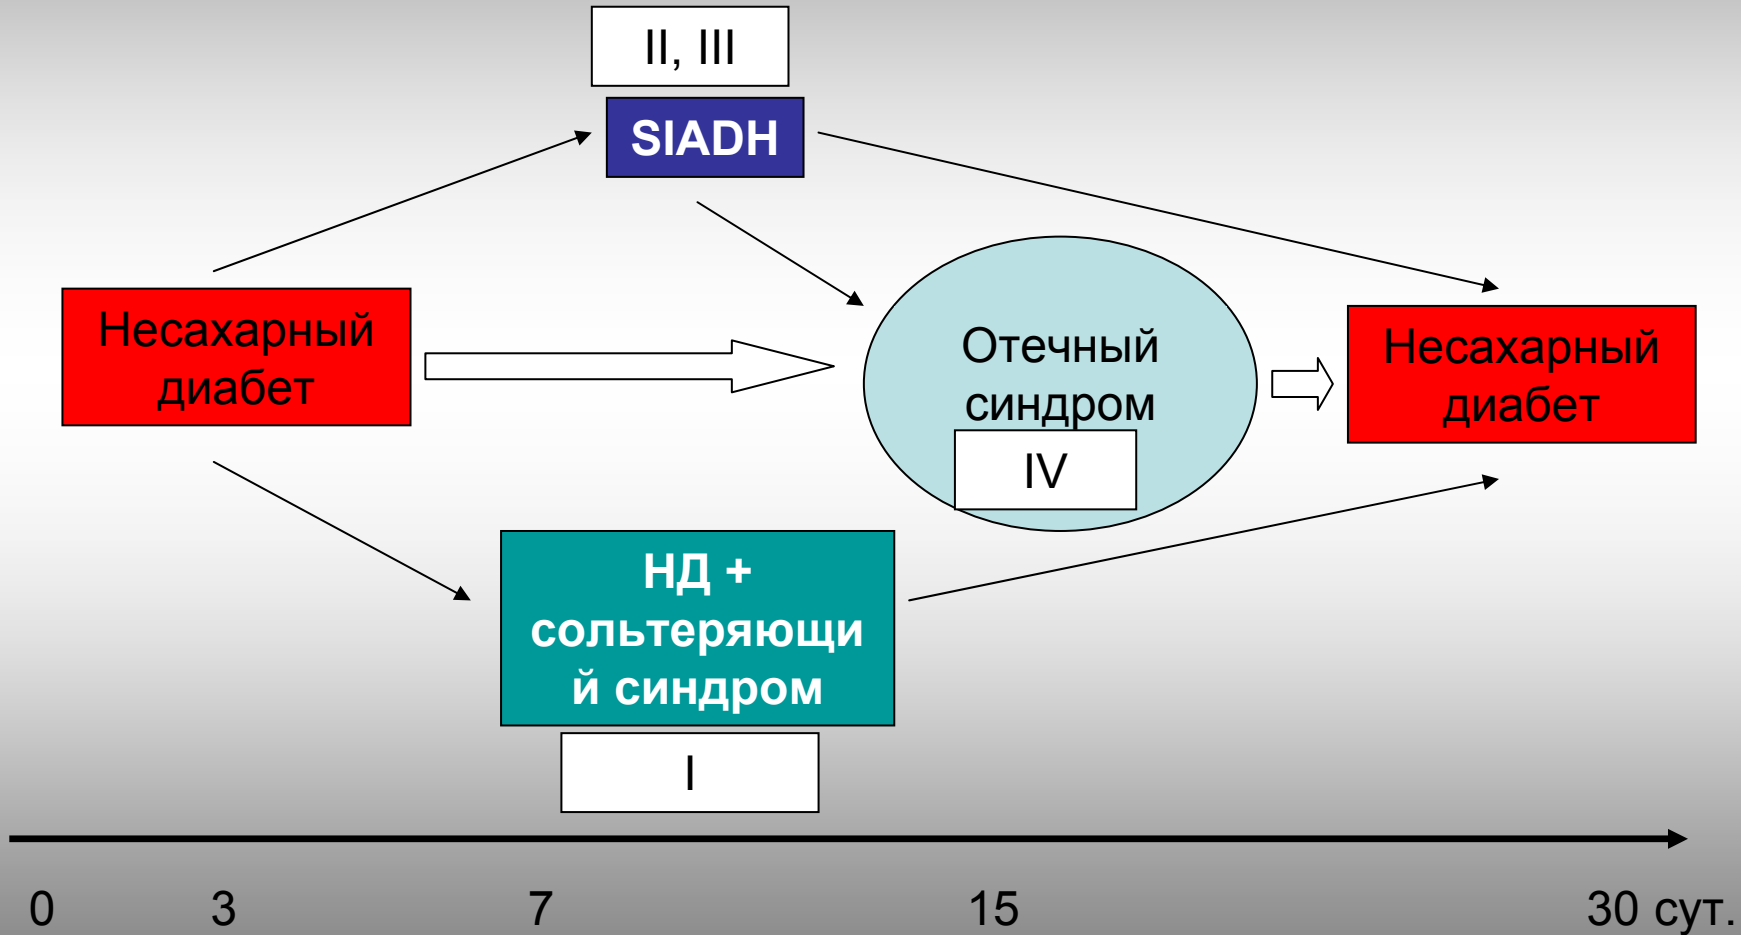 II, III
SIADH
Несахарный
диабет
Отечный
синдром
IV
Несахарный
диабет
НД +
сольтеряющи
й синдром
I
0 3 7 15 30 сут.